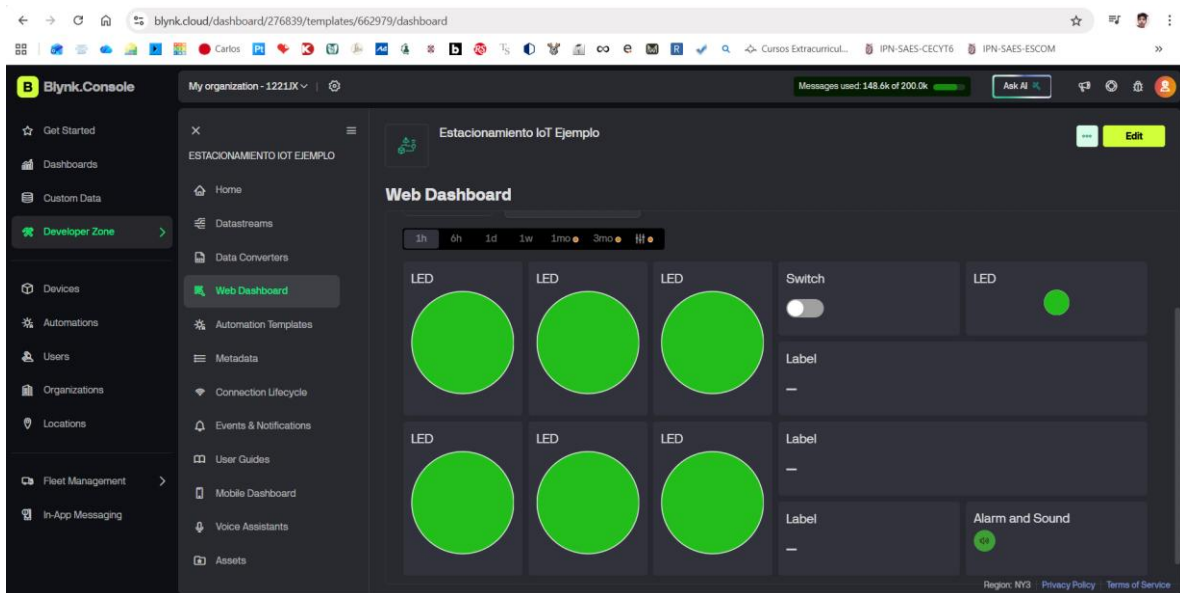 blynk.cloud/dashboard/276839/templates/662979/dashboard
Carlos
Cursos Extracurricul...
IPN-SAES-CECYT6
IPN-SAES-ESCOM
B Blynk.Console
My organization - 1221JX
Messages used: 148.6k of 200.0k
Ask AI
Get Started
Dashboards
Custom Data
Developer Zone
Devices
Automations
Users
Organizations
Locations
Fleet Management
In-App Messaging
ESTACIONAMIENTO IOT EJEMPLO
Home
Datastreams
Data Converters
Web Dashboard
Automation Templates
Metadata
Connection Lifecycle
Events & Notifications
User Guides
Mobile Dashboard
Voice Assistants
Assets
Estacionamiento IoT Ejemplo
Edit
Web Dashboard
1h 6h 1d 1w 1mo 3mo
LED LED LED Switch LED
Label
–
LED LED LED Label
–
Label Alarm and Sound
–
Region: NY3 Privacy Policy Terms of Service